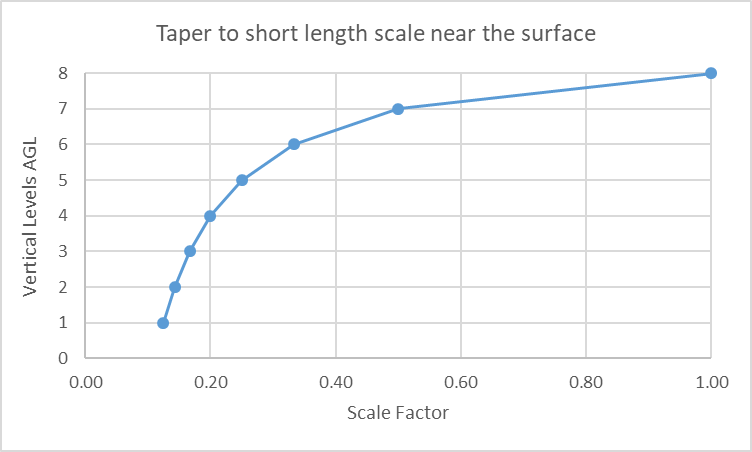 Taper to short length scale near the surface
Vertical Levels AGL
8
7
6
5
4
3
2
1
0
0.00 0.20 0.40 0.60 0.80 1.00
Scale Factor